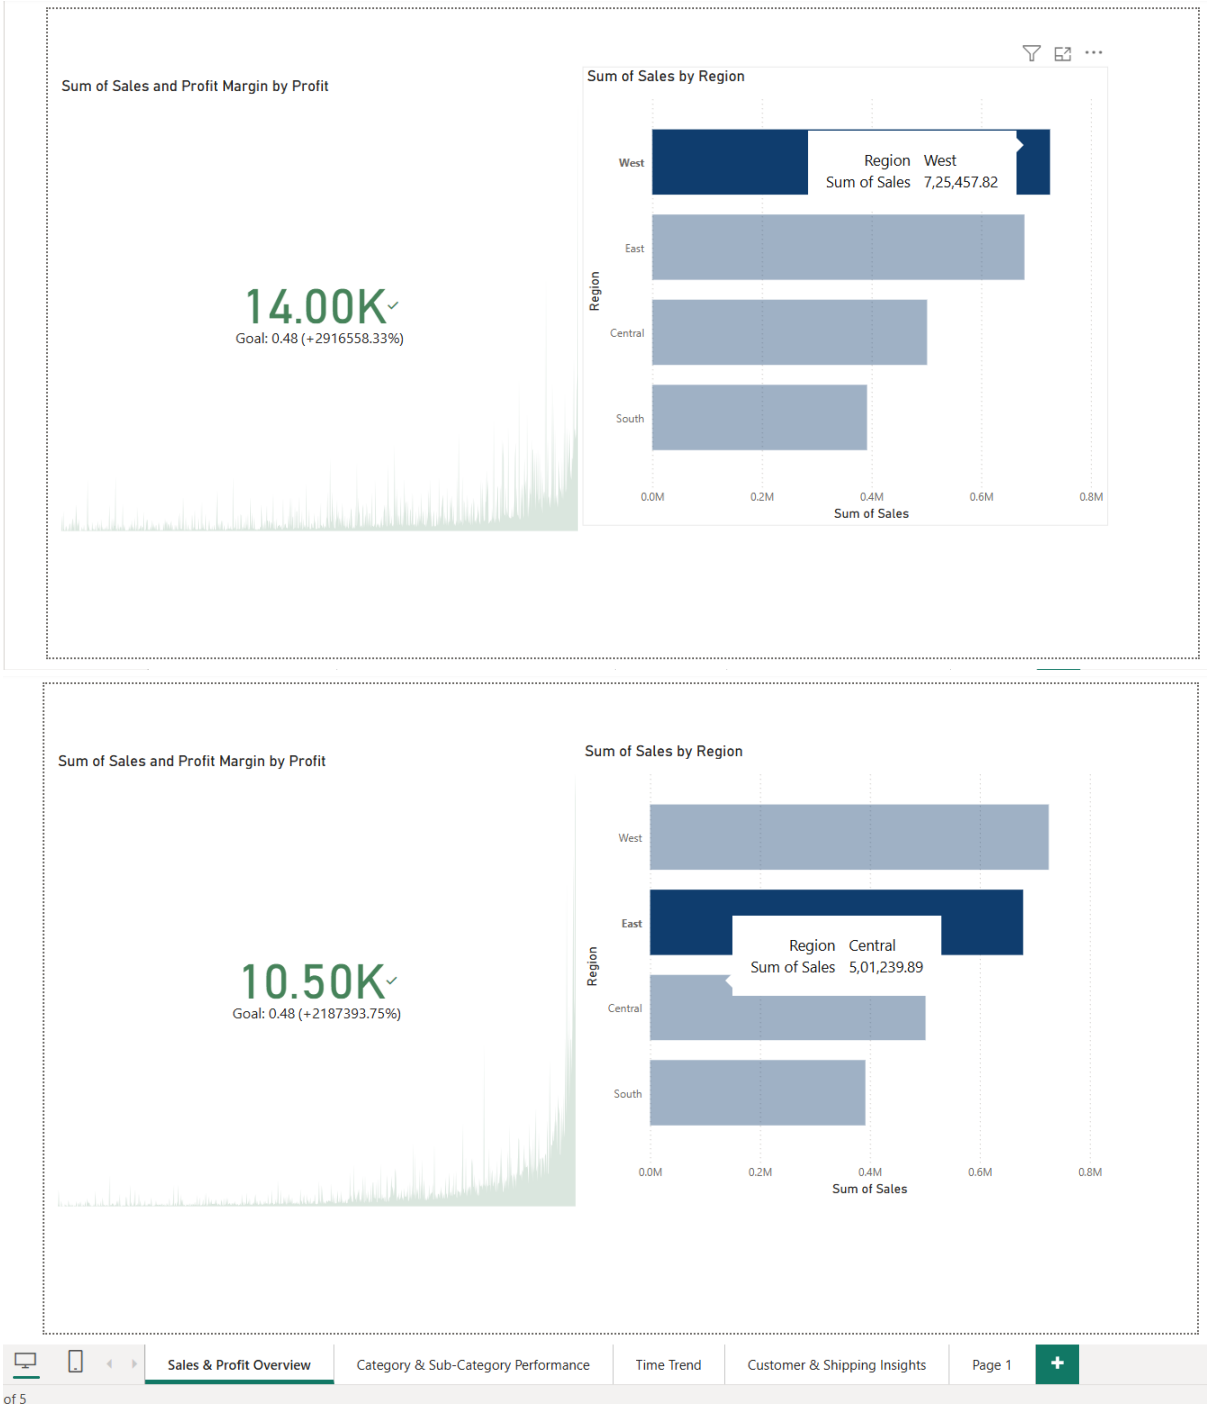 Sum of Sales and Profit Margin by Profit
14.00K
Goal: 0.48 (+2916558.33%)
Sum of Sales by Region
Region
West
East
Central
South
Region West
Sum of Sales 7,25,457.82
0.0M 0.2M 0.4M 0.6M 0.8M
Sum of Sales
Sum of Sales and Profit Margin by Profit
10.50K
Goal: 0.48 (+2187393.75%)
Sum of Sales by Region
Region
West
East
Central
South
Region Central
Sum of Sales 5,01,239.89
0.0M 0.2M 0.4M 0.6M 0.8M
Sum of Sales
Sales & Profit Overview Category & Sub-Category Performance Time Trend Customer & Shipping Insights Page 1 +
of 5